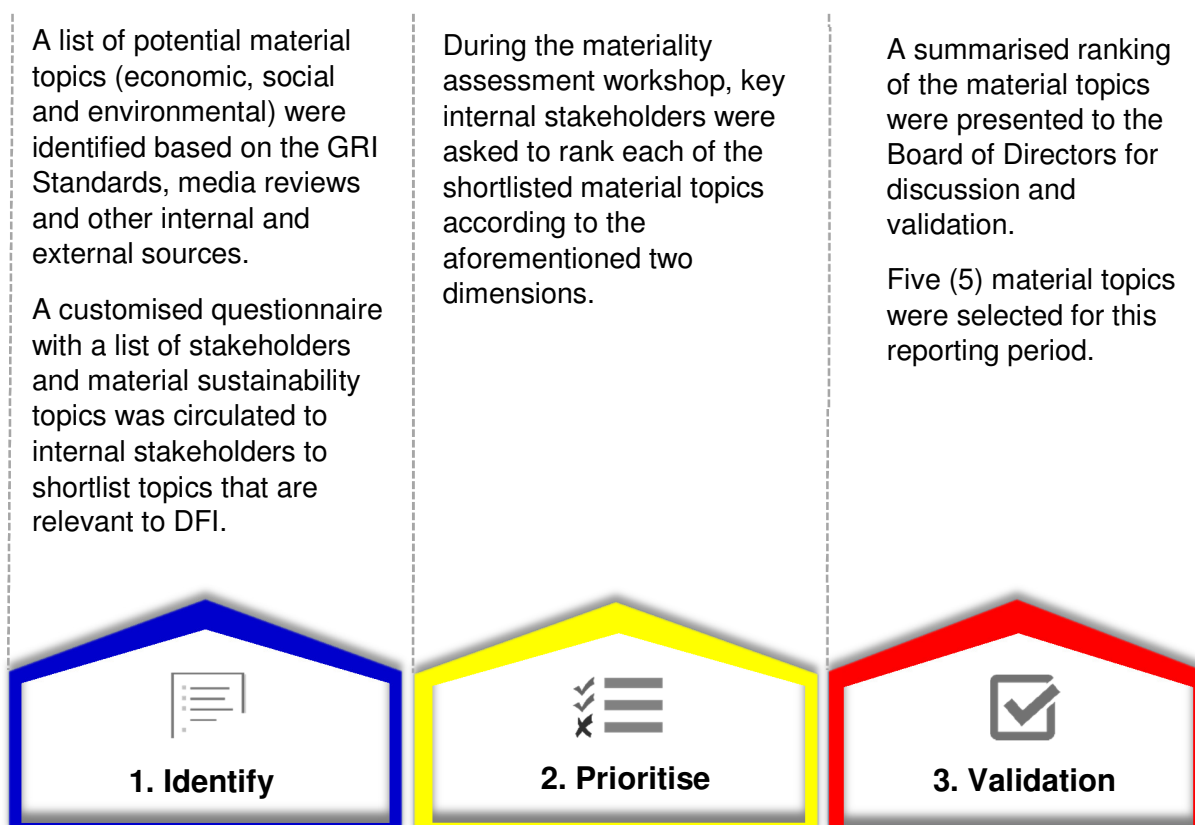 A list of potential material
topics (economic, social
and environmental) were
identified based on the GRI
Standards, media reviews
and other internal and
external sources.
A customised questionnaire
with a list of stakeholders
and material sustainability
topics was circulated to
internal stakeholders to
shortlist topics that are
relevant to DFI.
1. Identify
During the materiality
assessment workshop, key
internal stakeholders were
asked to rank each of the
shortlisted material topics
according to the
aforementioned two
dimensions.
2. Prioritise
A summarised ranking
of the material topics
were presented to the
Board of Directors for
discussion and
validation.
Five (5) material topics
were selected for this
reporting period.
3. Validation